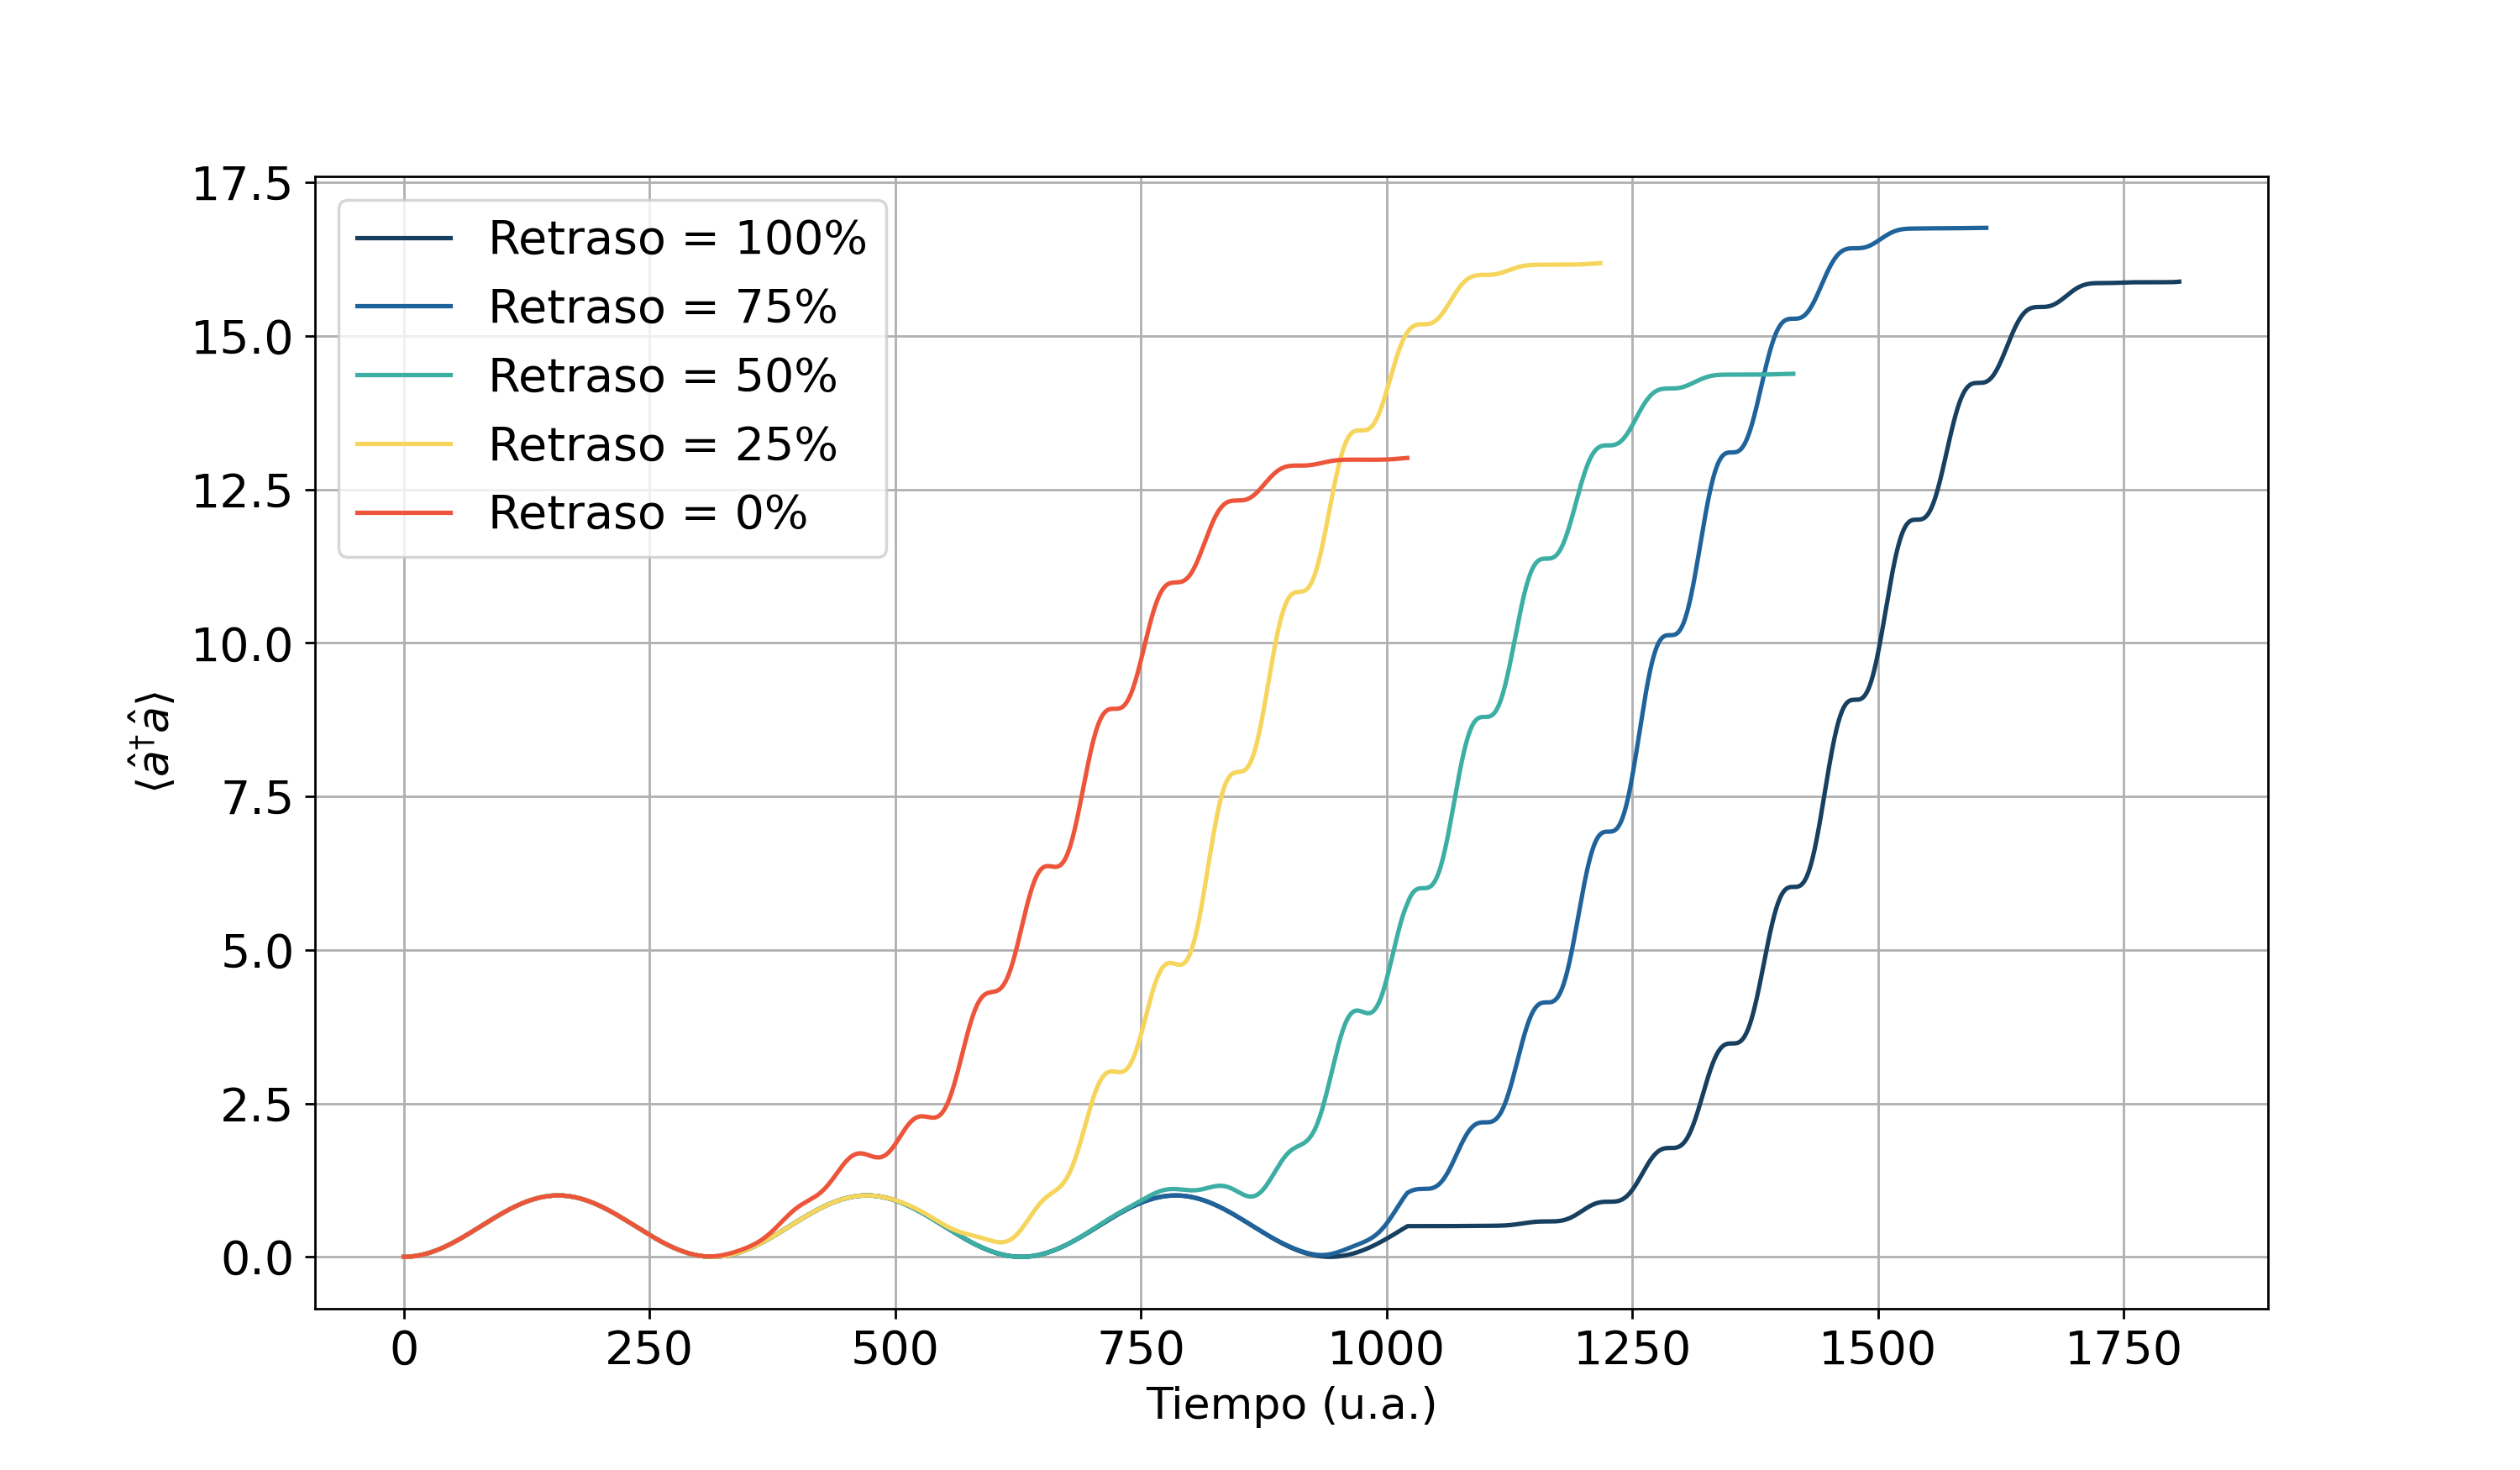 17.5
15.0
12.5
10.0
7.5
5.0
2.5
0.0
⟨â†â⟩
Retraso = 100%
Retraso = 75%
Retraso = 50%
Retraso = 25%
Retraso = 0%
0 250 500 750 1000 1250 1500 1750
Tiempo (u.a.)